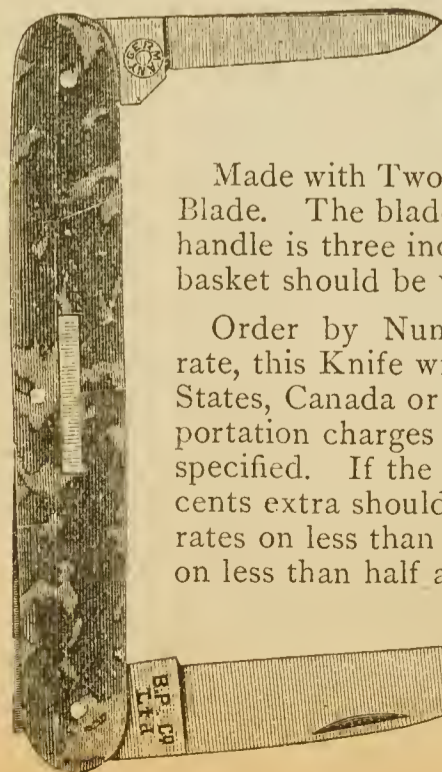 GERMANY
Made with Two
Blade. The blad
handle is three inc
basket should be
Order by Num
rate, this Knife wi
States, Canada or
portation charges
specified. If the
cents extra should
rates on less than
on less than half a
B.P. Co
Ltd